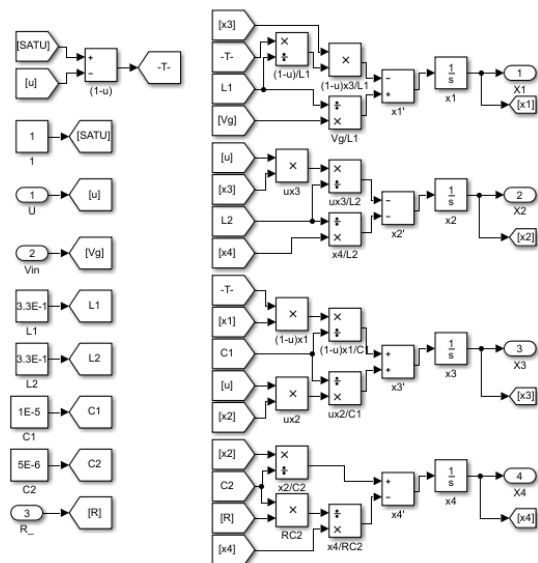 [SATU]
+
−
-T-
[u]
(1-u)
1
[SATU]
1
1
[u]
U
2
[Vg]
Vin
3.3E-1
L1
L1
3.3E-1
L2
L2
1E-5
C1
C1
5E-6
C2
C2
3
[R]
R_
[x3]
-T-
×
÷
×
(1-u)/L1
L1
(1-u)x3/L1
−
+
1
s
1
X1
[x1]
x1'
x1
[Vg]
÷
×
Vg/L1
[u]
×
×
÷
[x3]
ux3
ux3/L2
−
−
1
s
2
X2
L2
÷
×
x2'
x2
[x2]
[x4]
x4/L2
-T-
[x1]
×
×
÷
(1-u)x1
(1-u)x1/C1
C1
+
+
1
s
3
X3
x3'
x3
[u]
×
÷
×
[x3]
[x2]
ux2
ux2/C1
[x2]
×
÷
C2
x2/C2
+
−
1
s
4
X4
[R]
×
÷
×
x4'
x4
[x4]
RC2
[x4]
x4/RC2